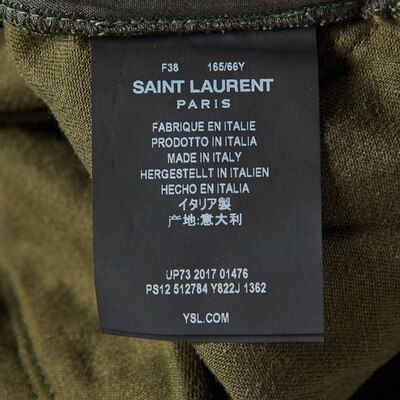 F38 165/66Y
SAINT LAURENT
PARIS
FABRIQUE EN ITALIE
PRODOTTO IN ITALIA
MADE IN ITALY
HERGESTELLT IN ITALIEN
HECHO EN ITALIA
イタリア製
产地:意大利
UP73 2017 01476
PS12 512784 Y822J 1362
YSL.COM